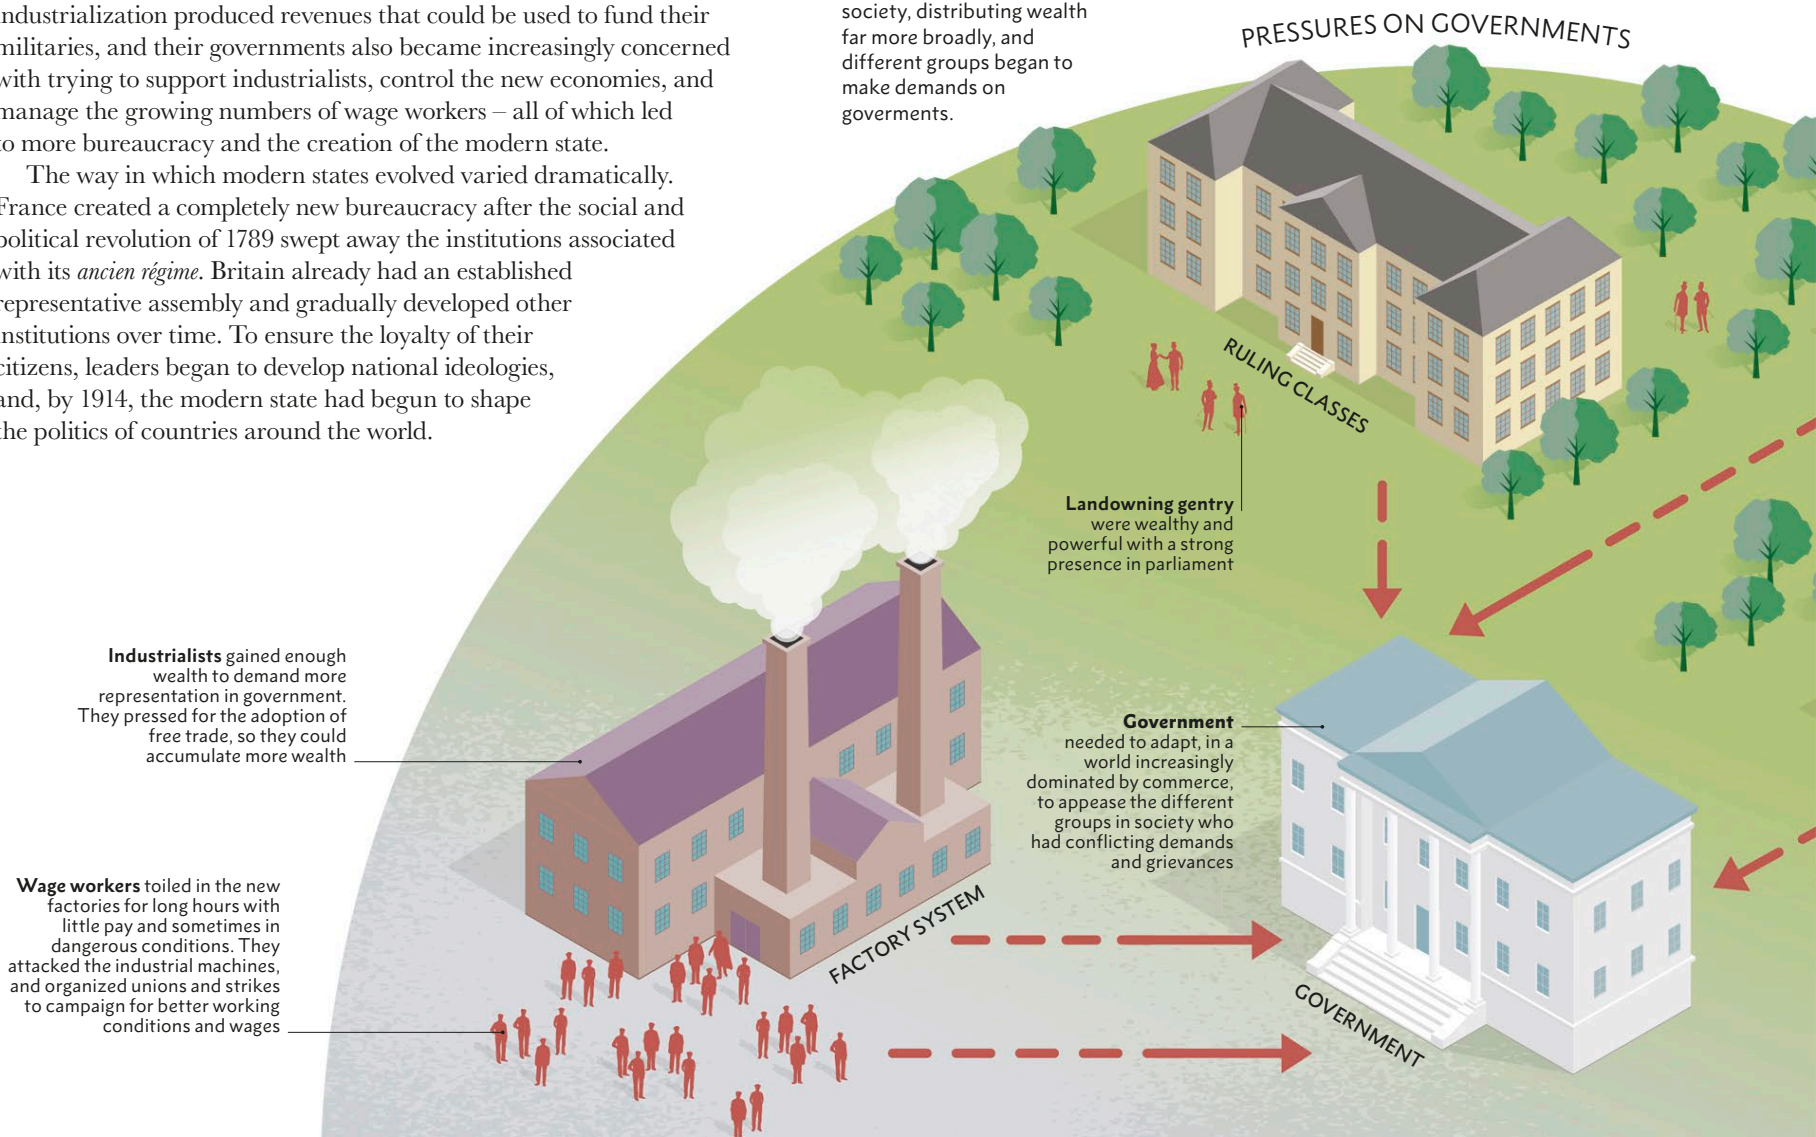 industrialization produced revenues that could be used to fund their
militaries, and their governments also became increasingly concerned
with trying to support industrialists, control the new economies, and
manage the growing numbers of wage workers – all of which led
to more bureaucracy and the creation of the modern state.
The way in which modern states evolved varied dramatically.
France created a completely new bureaucracy after the social and
political revolution of 1789 swept away the institutions associated
with its ancien régime. Britain already had an established
representative assembly and gradually developed other
institutions over time. To ensure the loyalty of their
citizens, leaders began to develop national ideologies,
and, by 1914, the modern state had begun to shape
the politics of countries around the world.
society, distributing wealth
far more broadly, and
different groups began to
make demands on
goverments.
PRESSURES ON GOVERNMENTS
RULING CLASSES
Landowning gentry
were wealthy and
powerful with a strong
presence in parliament
Industrialists gained enough
wealth to demand more
representation in government.
They pressed for the adoption of
free trade, so they could
accumulate more wealth
Government
needed to adapt, in a
world increasingly
dominated by commerce,
to appease the different
groups in society who
had conflicting demands
and grievances
Wage workers toiled in the new
factories for long hours with
little pay and sometimes in
dangerous conditions. They
attacked the industrial machines,
and organized unions and strikes
to campaign for better working
conditions and wages
FACTORY SYSTEM
GOVERNMENT